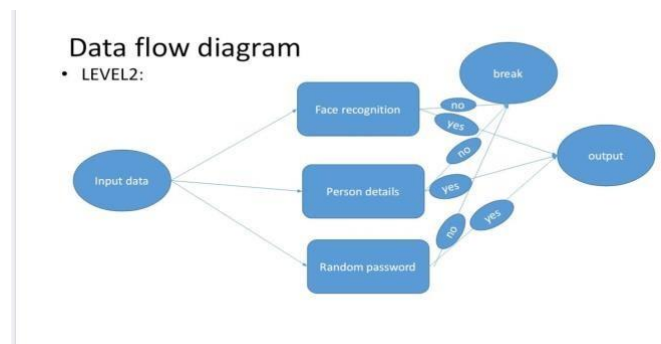 Data flow diagram
• LEVEL2:
break
Face recognition
no
yes
no
output
Input data
Person details
yes
no
yes
Random password